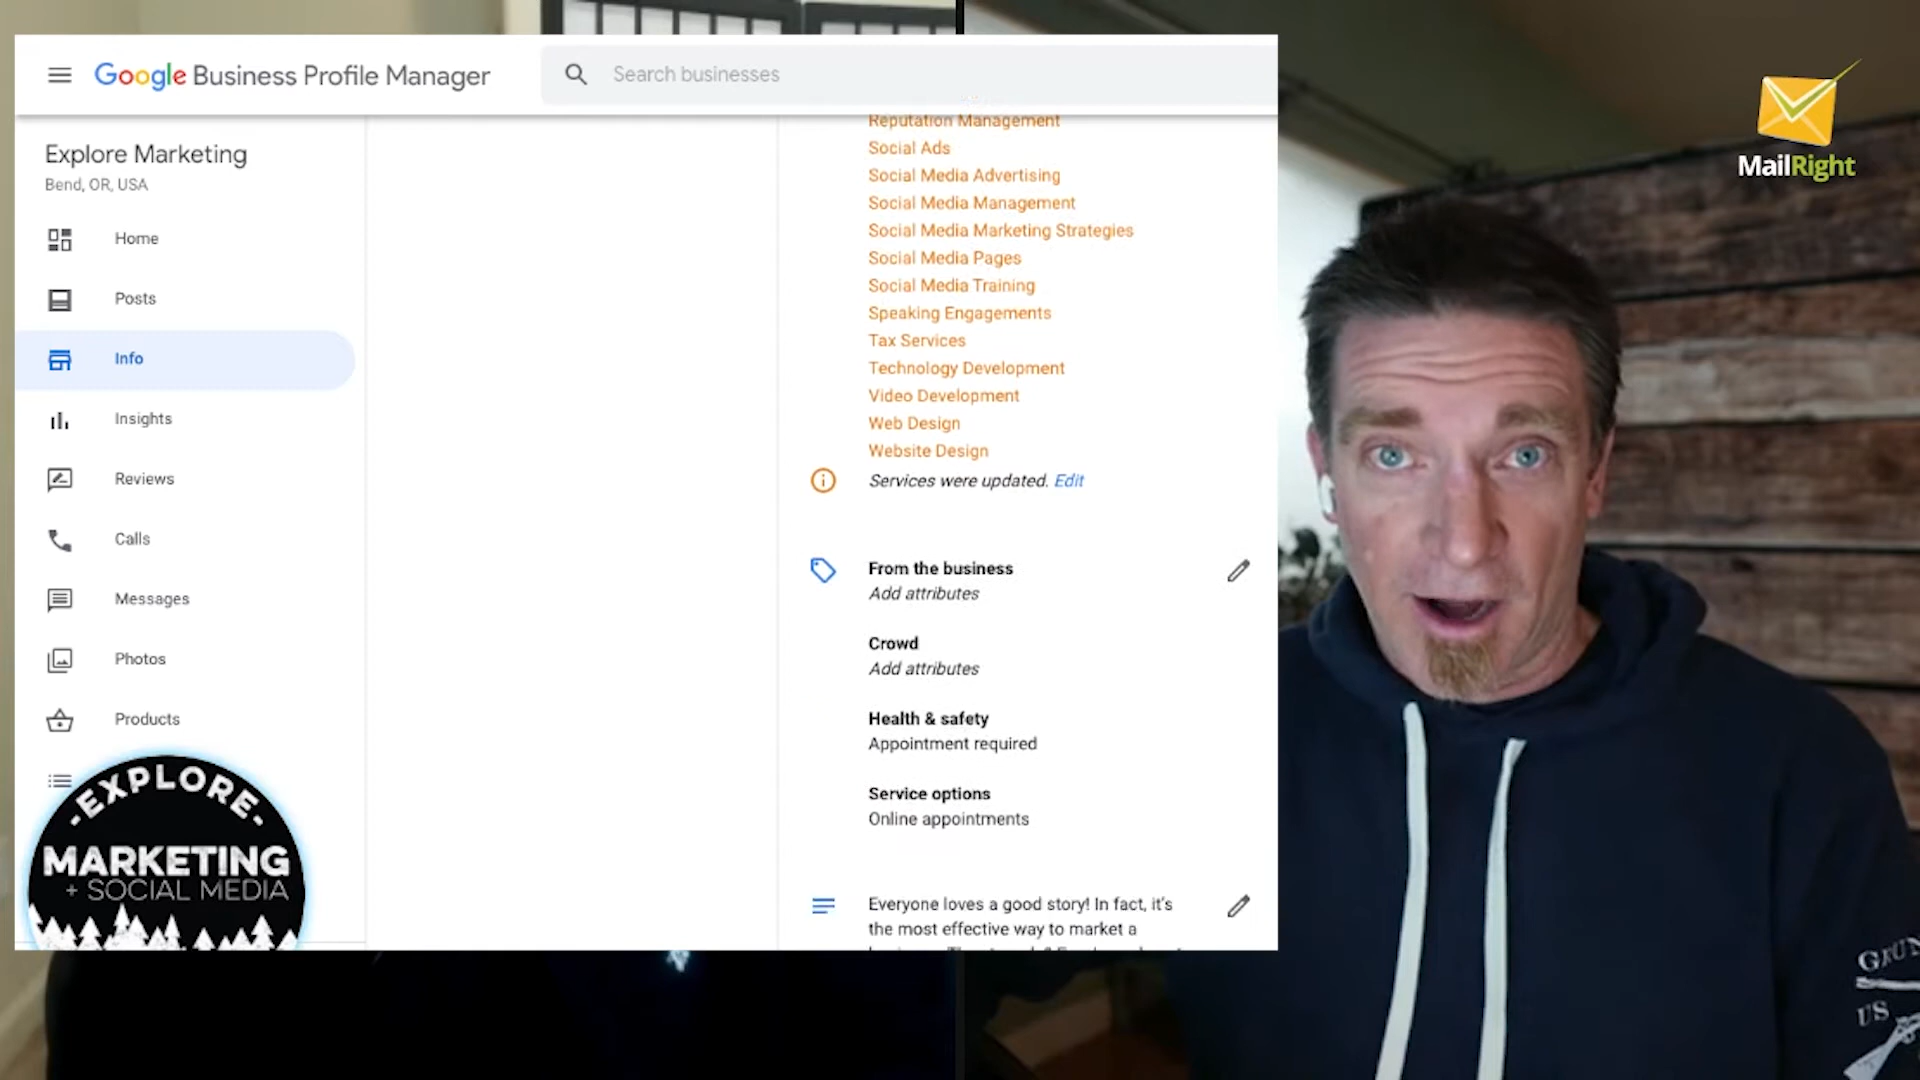 Google Business Profile Manager
Search businesses
MailRight
Explore Marketing
Bend, OR, USA
Home
Posts
Info
Insights
Reviews
Calls
Messages
Photos
Products
-EXPLORE-
MARKETING
+ SOCIAL MEDIA
Reputation Management
Social Ads
Social Media Advertising
Social Media Management
Social Media Marketing Strategies
Social Media Pages
Social Media Training
Speaking Engagements
Tax Services
Technology Development
Video Development
Web Design
Website Design
Services were updated. Edit
From the business
Add attributes
Crowd
Add attributes
Health & safety
Appointment required
Service options
Online appointments
Everyone loves a good story! In fact, it's
the most effective way to market a
US